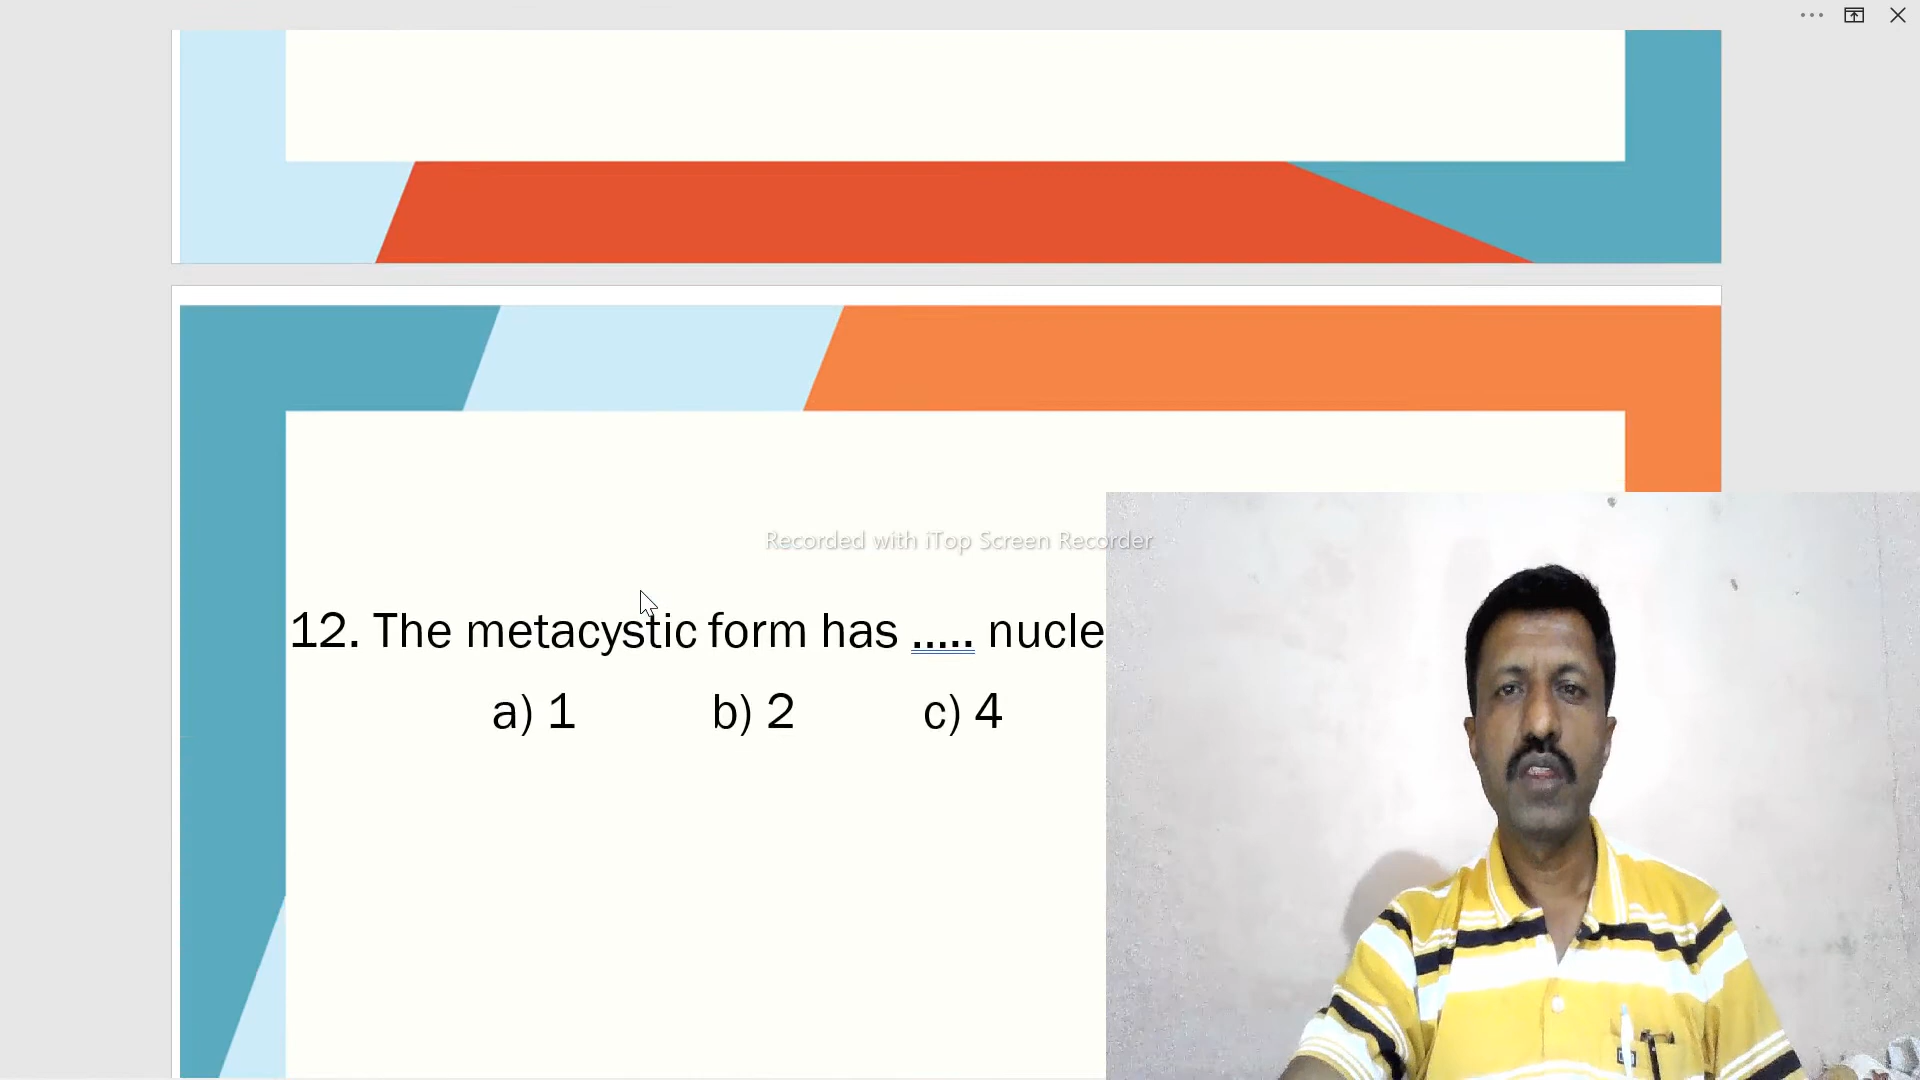 Recorded with iTop Screen Recorder
12. The metacystic form has ..... nucle
a) 1 b) 2 c) 4